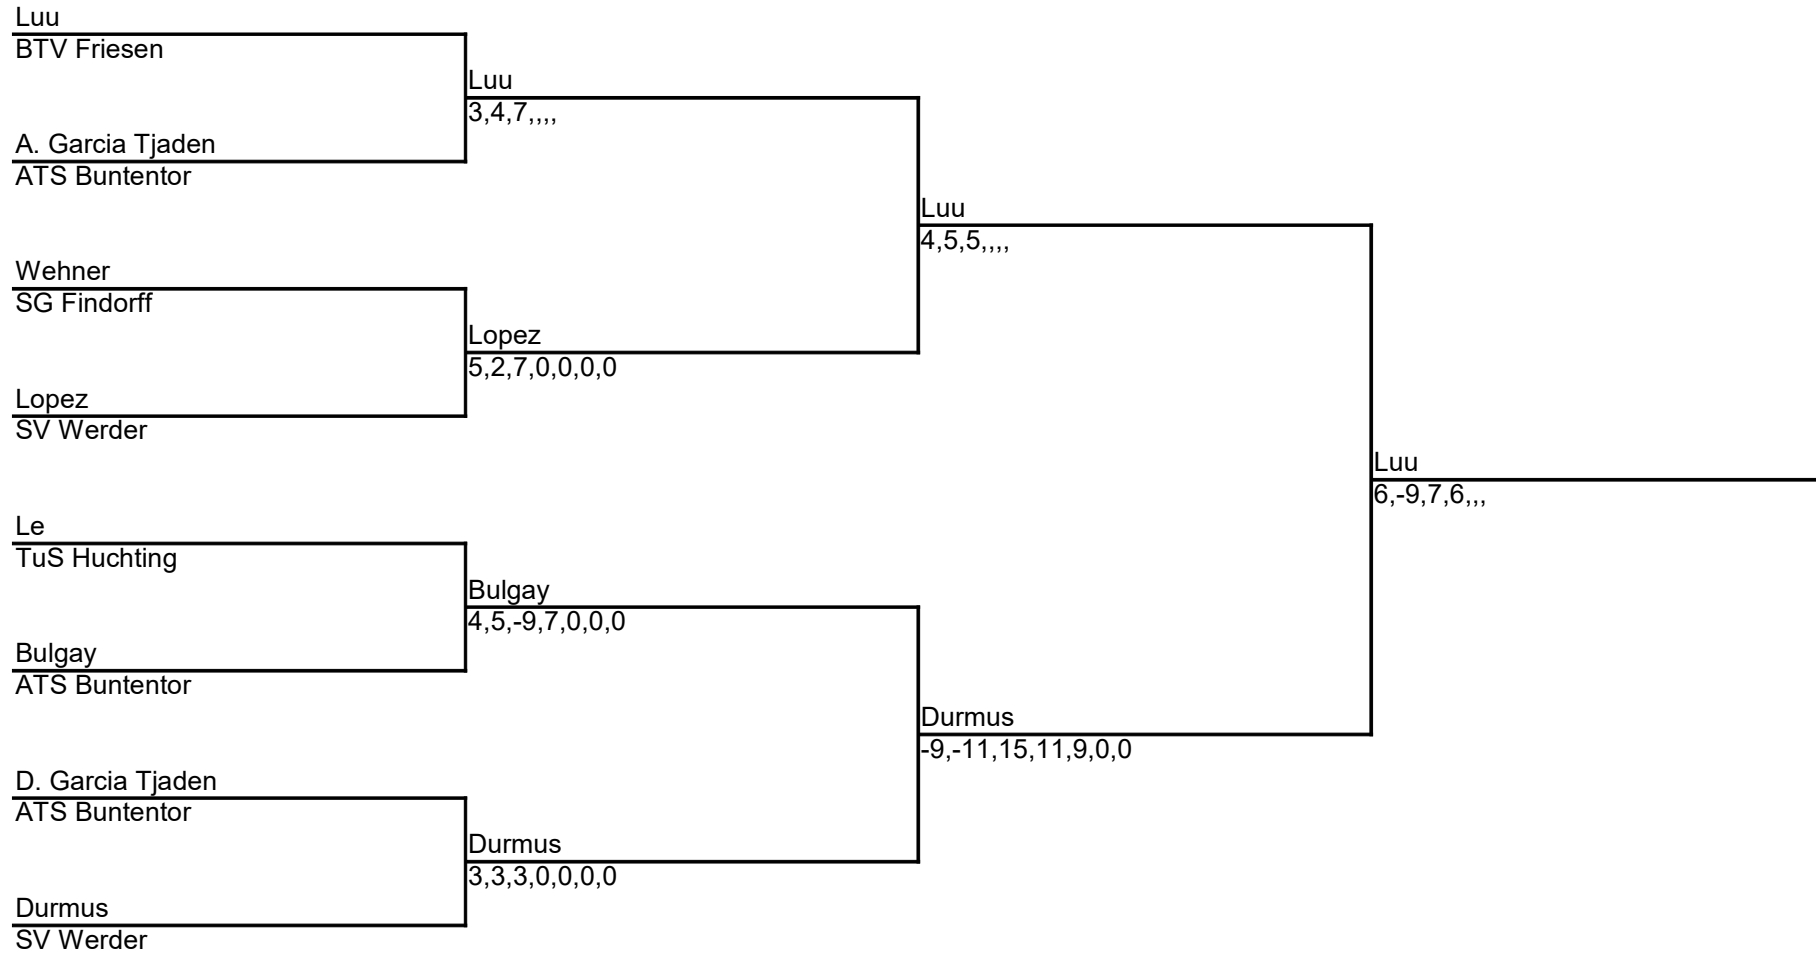 Luu
BTV Friesen
Luu
3,4,7,,,,
A. Garcia Tjaden
ATS Buntentor
Luu
4,5,5,,,,
Wehner
SG Findorff
Lopez
5,2,7,0,0,0,0
Lopez
SV Werder
Luu
6,-9,7,6,,,
Le
TuS Huchting
Bulgay
4,5,-9,7,0,0,0
Bulgay
ATS Buntentor
Durmus
-9,-11,15,11,9,0,0
D. Garcia Tjaden
ATS Buntentor
Durmus
3,3,3,0,0,0,0
Durmus
SV Werder